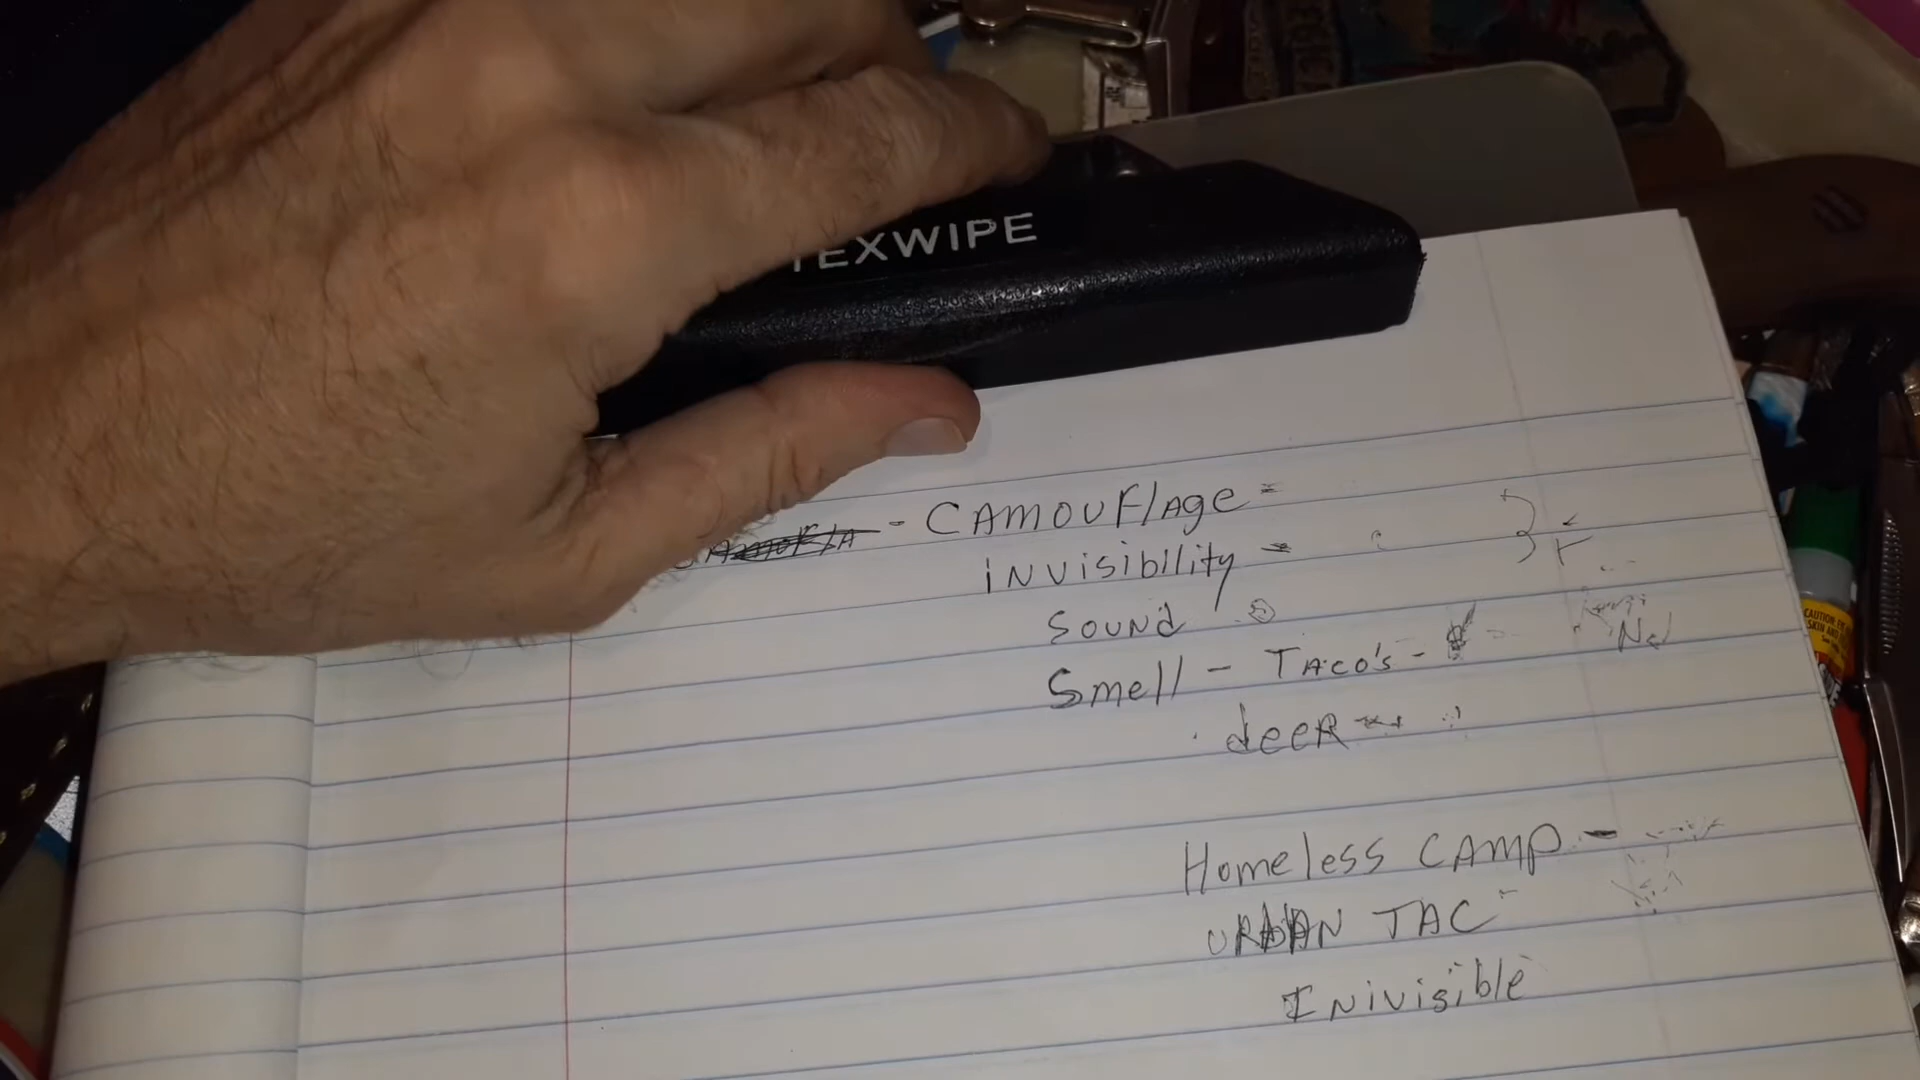 TEXWIPE
- CAMOUFlAge -
iNVisibility -
SOUNd
Smell - TACO's -
deeR
Homeless CAMP -
URBAN TAC
INivisible